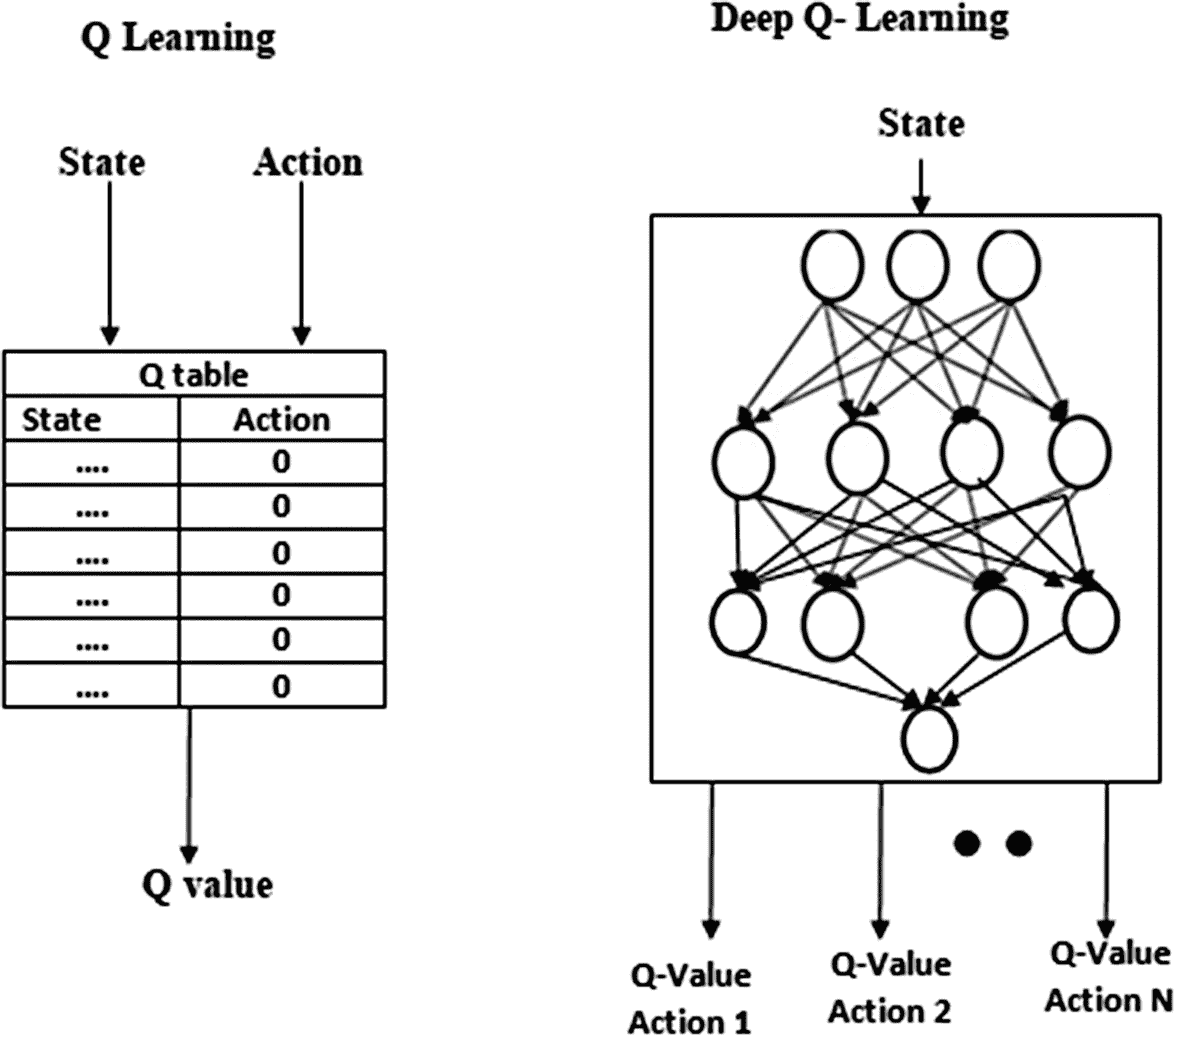 Q Learning
State Action
Q table
State Action
.... 0
.... 0
.... 0
.... 0
.... 0
.... 0
Q value
Deep Q- Learning
State
Q-Value
Action 1
Q-Value
Action 2
Q-Value
Action N